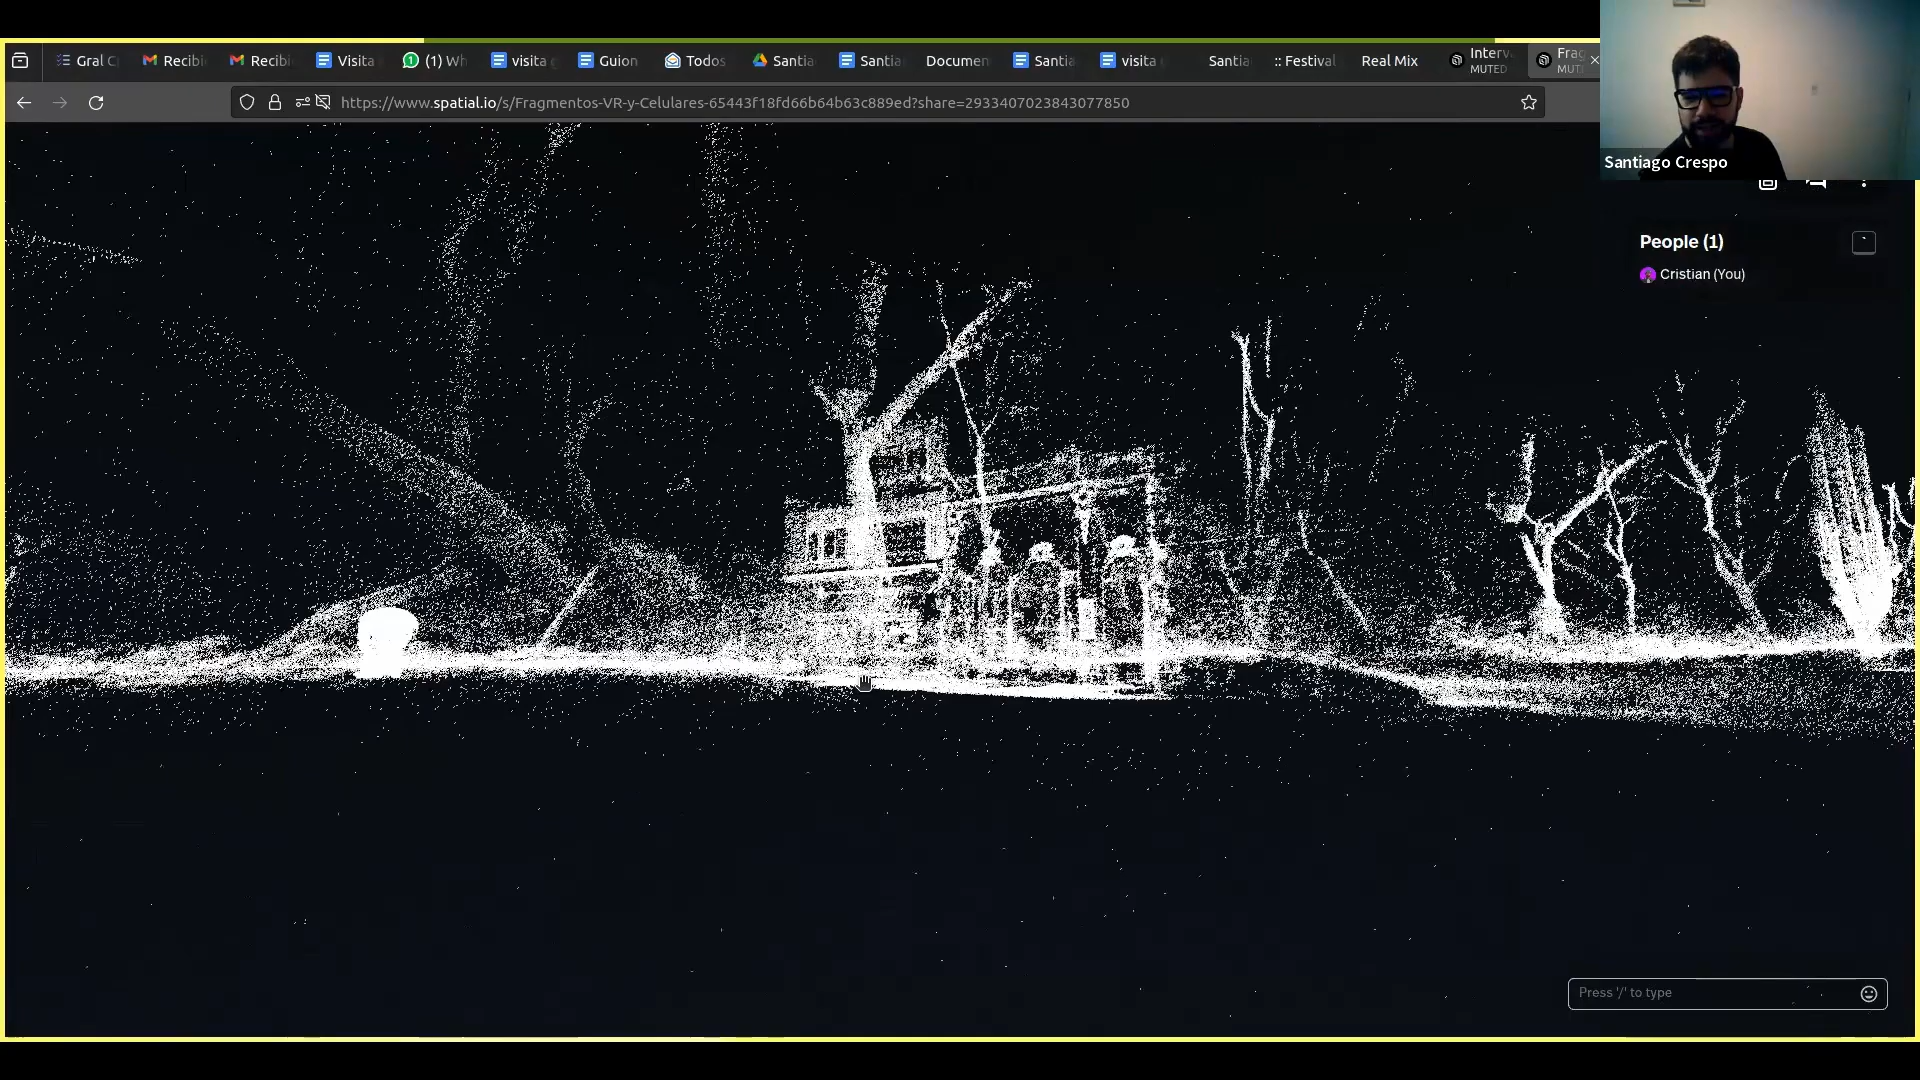 Gral C
Recibi
Recibi
Visita
(1) Wh
visita g
Guion
Todos
Santia
Santia
Documen
Santia
visita
Santia
:: Festival
Real Mix
Interv
MUTED
Frag
MUT
https://www.spatial.io/s/Fragmentos-VR-y-Celulares-65443f18fd66b64b63c889ed?share=2933407023843077850
Santiago Crespo
People (1)
Cristian (You)
Press '/' to type